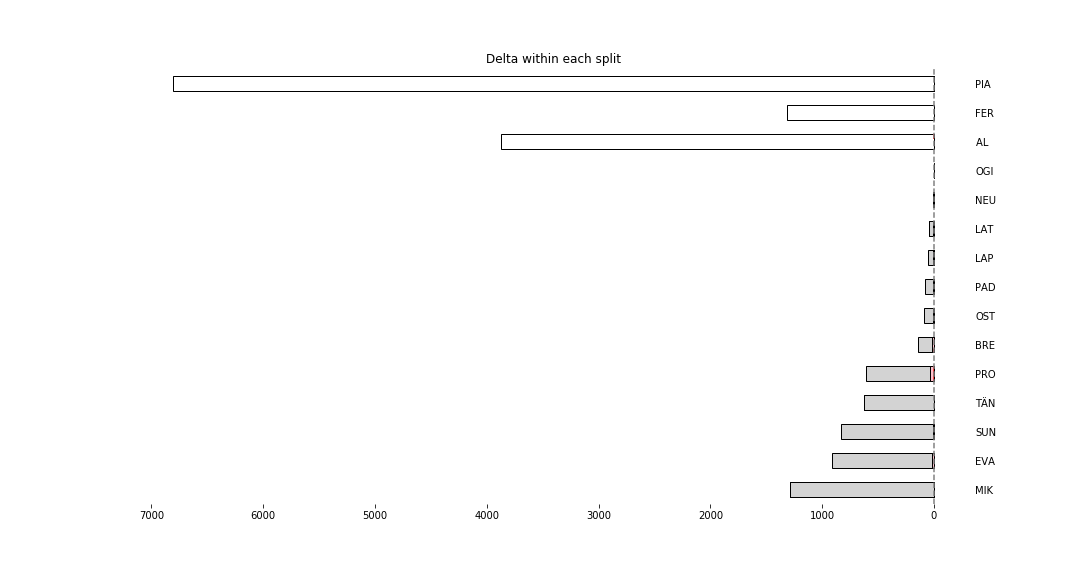 Delta within each split
PIA
FER
AL
OGI
NEU
LAT
LAP
PAD
OST
BRE
PRO
TÄN
SUN
EVA
MIK
7000 6000 5000 4000 3000 2000 1000 0